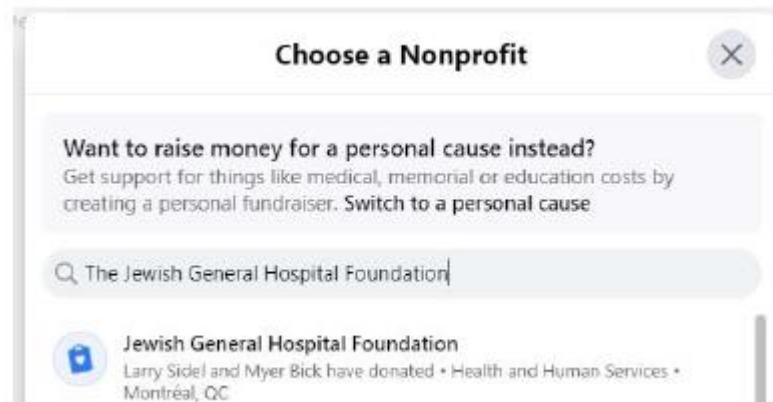 Choose a Nonprofit
Want to raise money for a personal cause instead?
Get support for things like medical, memorial or education costs by
creating a personal fundraiser. Switch to a personal cause
The Jewish General Hospital Foundation
Jewish General Hospital Foundation
Larry Sidel and Myer Bick have donated • Health and Human Services •
Montréal, QC